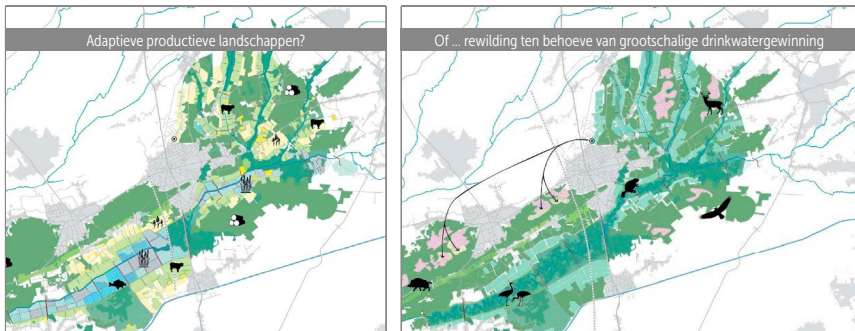 Adaptieve productieve landschappen?
Of ... rewilding ten behoeve van grootschalige drinkwatergewinning